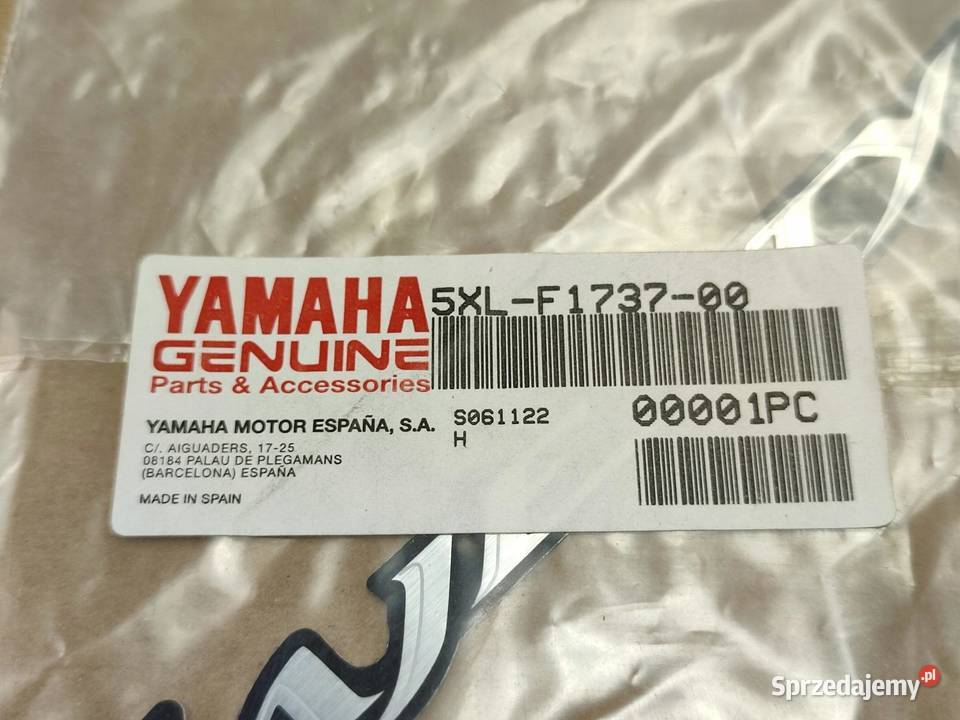 YAMAHA
GENUINE
Parts & Accessories
5XL-F1737-00
YAMAHA MOTOR ESPAÑA, S.A.
C/. AIGUADERS, 17-25
08184 PALAU DE PLEGAMANS
(BARCELONA) ESPAÑA
MADE IN SPAIN
S061122
H
00001PC
Sprzedajemy.pl